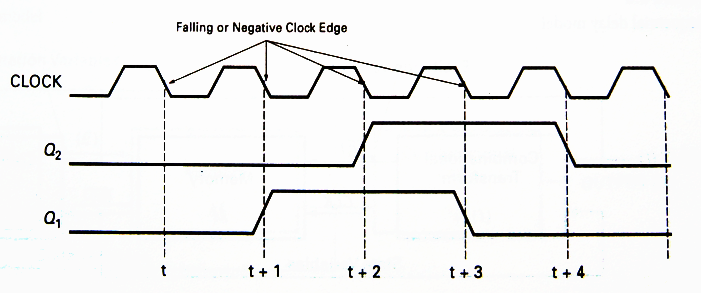 Falling or Negative Clock Edge
CLOCK
Q2
Q1
t t + 1 t + 2 t + 3 t + 4